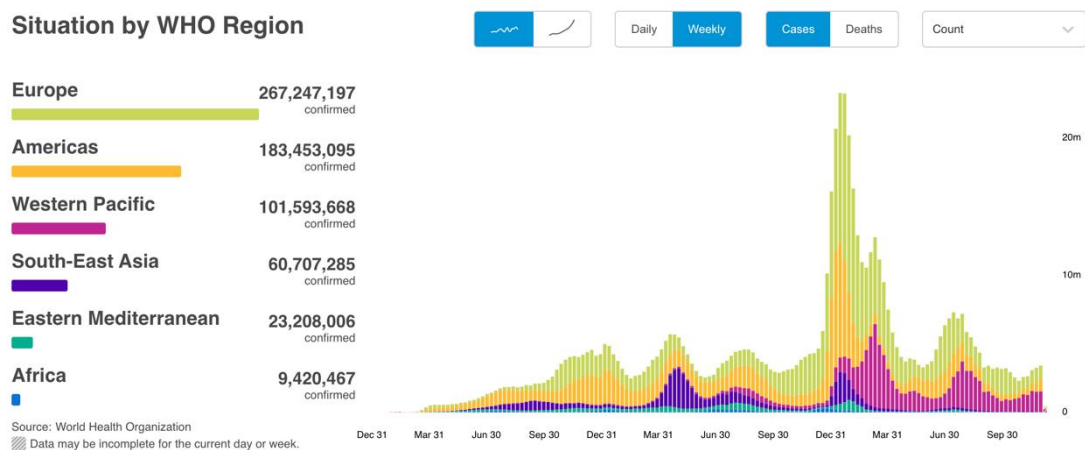 Situation by WHO Region
Daily
Weekly
Cases
Deaths
Count
Europe
267,247,197
confirmed
Americas
183,453,095
confirmed
Western Pacific
101,593,668
confirmed
South-East Asia
60,707,285
confirmed
Eastern Mediterranean
23,208,006
confirmed
Africa
9,420,467
confirmed
Source: World Health Organization
Data may be incomplete for the current day or week.
20m
10m
0
Dec 31 Mar 31 Jun 30 Sep 30 Dec 31 Mar 31 Jun 30 Sep 30 Dec 31 Mar 31 Jun 30 Sep 30